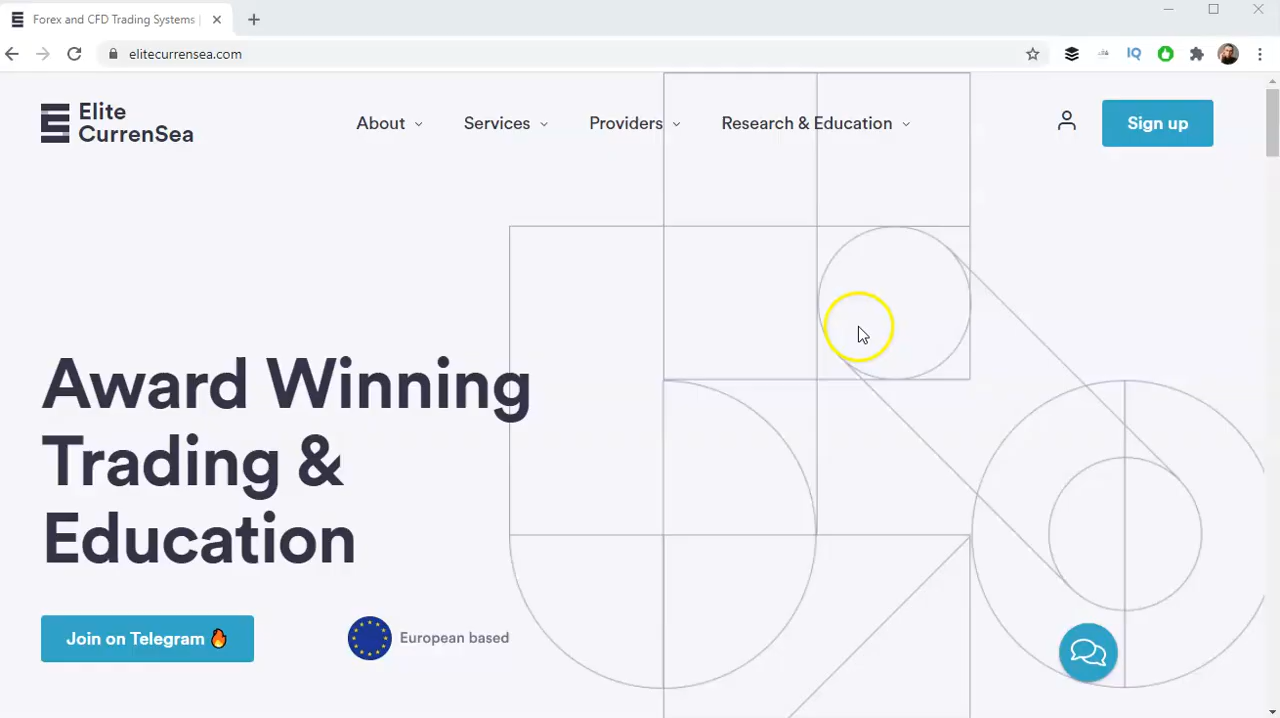 Forex and CFD Trading Systems |
elitecurrensea.com
IQ
Elite
CurrenSea
About
Services
Providers
Research & Education
Sign up
Award Winning
Trading &
Education
Join on Telegram 🔥
European based